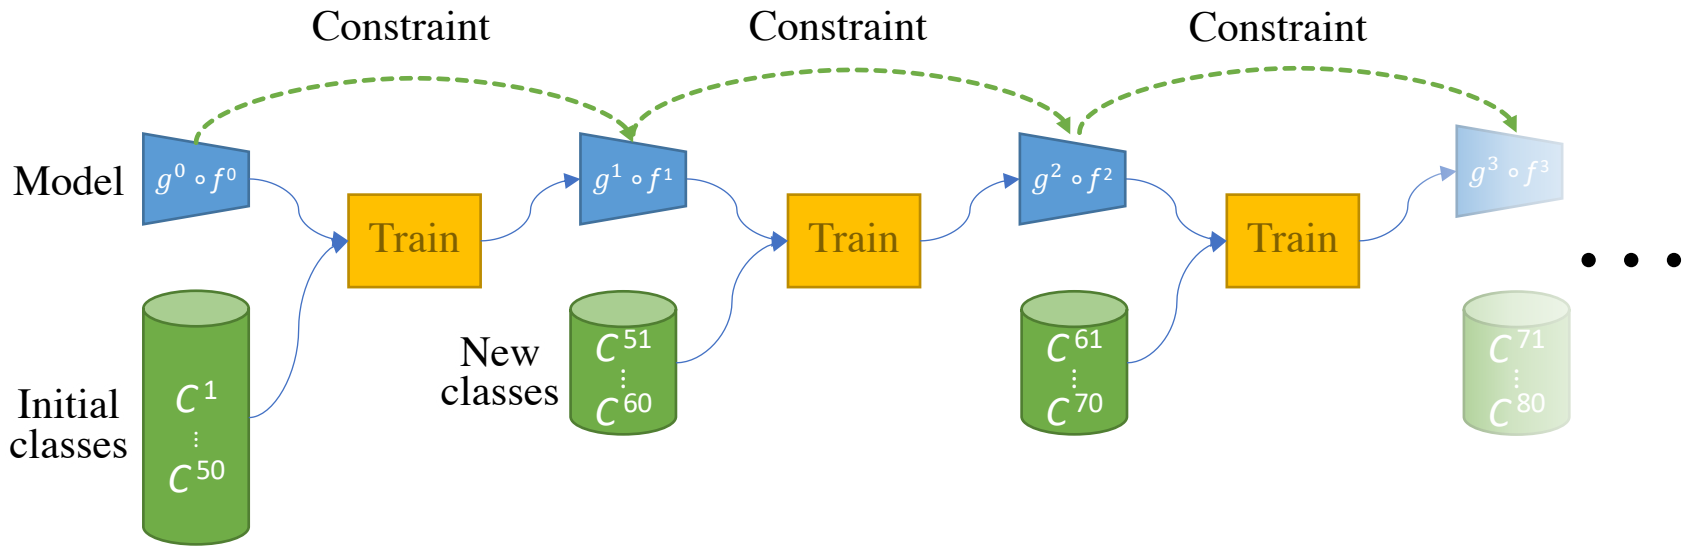 Constraint
Constraint
Constraint
Model
g⁰ ∘ f⁰
g¹ ∘ f¹
g² ∘ f²
g³ ∘ f³
Train
Train
Train
Initial
classes
C¹
⋮
C⁵⁰
New
classes
C⁵¹
⋮
C⁶⁰
C⁶¹
⋮
C⁷⁰
C⁷¹
⋮
C⁸⁰
• • •